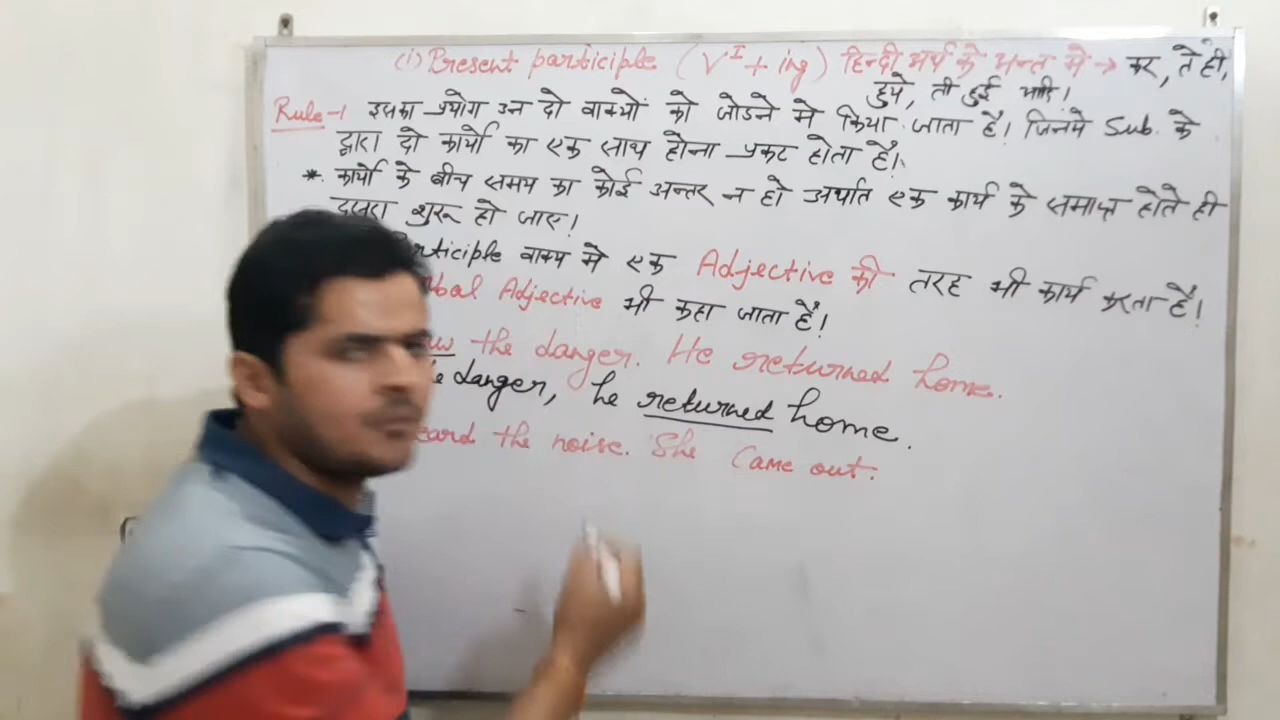 (i) Present participle (V^I + ing) हिन्दी अर्थ के अन्त में → कर, ते ही,
हुये, ती हुई आदि।
Rule-1 इसका प्रयोग उन दो वाक्यों को जोडने मे किया जाता है। जिनमे Sub. के
द्वारा दो कार्यो का एक साथ होना प्रकट होता है।
* कार्यो के बीच समय का कोई अन्तर न हो अर्थात एक कार्य के समाप्त होते ही
दूसरा शुरू हो जाए।
वाक्य मे एक Adjective की तरह भी कार्य करता है।
Adjective भी कहा जाता है।
the danger. He returned home.
danger, he returned home.
the noise. She Came out.